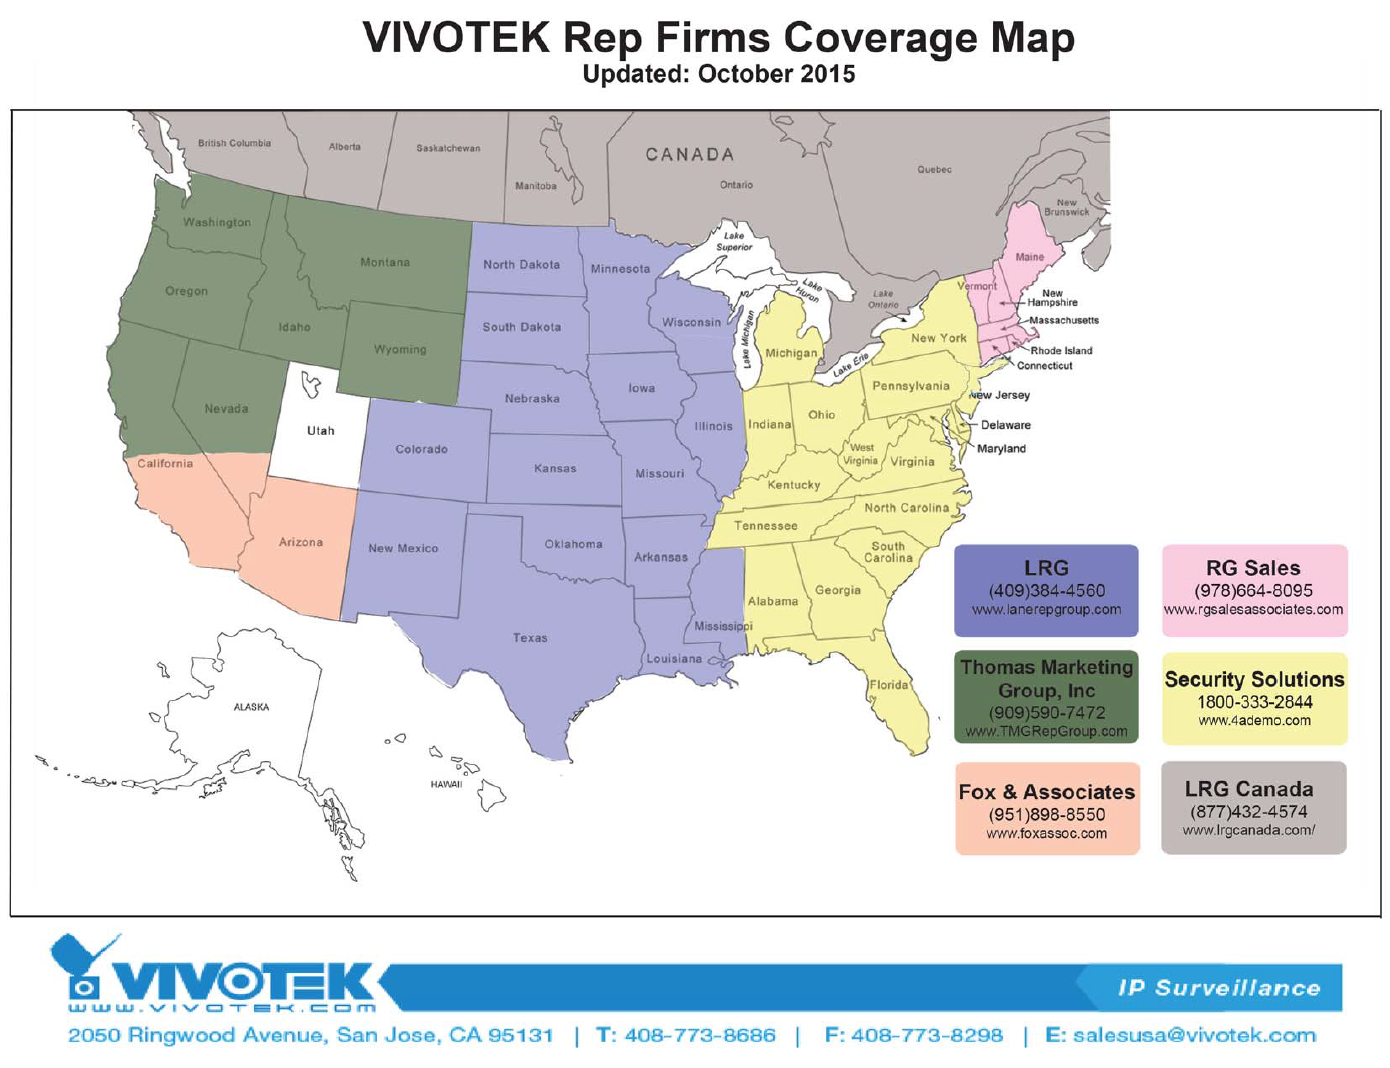 VIVOTEK Rep Firms Coverage Map
Updated: October 2015
British Columbia
Alberta
Saskalchewan
Manitoba
CANADA
Ontario
Quebec
New
Brunswick
Washington
Oregon
Montana
Idaho
Wyoming
Nevada
Utah
California
Arizona
North Dakota
South Dakota
Nebraska
Kansas
Colorado
New Mexico
Oklahoma
Texas
Minnesota
Iowa
Missouri
Arkansas
Louisiana
Wisconsin
Illinois
Mississippi
Lake
Superior
Lake Michigan
Lake
Huron
Lake
Ontario
Lake Erie
Michigan
Indiana
Ohio
Kentucky
Tennessee
Alabama
Georgia
Florida
South
Carolina
North Carolina
Virginia
West
Virginia
Pennsylvania
New York
Vermont
Maine
New
Hampshire
Massachusetts
Rhode Island
Connecticut
New Jersey
Delaware
Maryland
ALASKA
HAWAII
LRG
(409)384-4560
www.lanerepgroup.com
RG Sales
(978)664-8095
www.rgsalesassociates.com
Thomas Marketing
Group, Inc
(909)590-7472
www.TMGRepGroup.com
Security Solutions
1800-333-2844
www.4ademo.com
Fox & Associates
(951)898-8550
www.foxassoc.com
LRG Canada
(877)432-4574
www.lrgcanada.com/
VIVOTEK
www.vivotek.com
IP Surveillance
2050 Ringwood Avenue, San Jose, CA 95131 | T: 408-773-8686 | F: 408-773-8298 | E: salesusa@vivotek.com